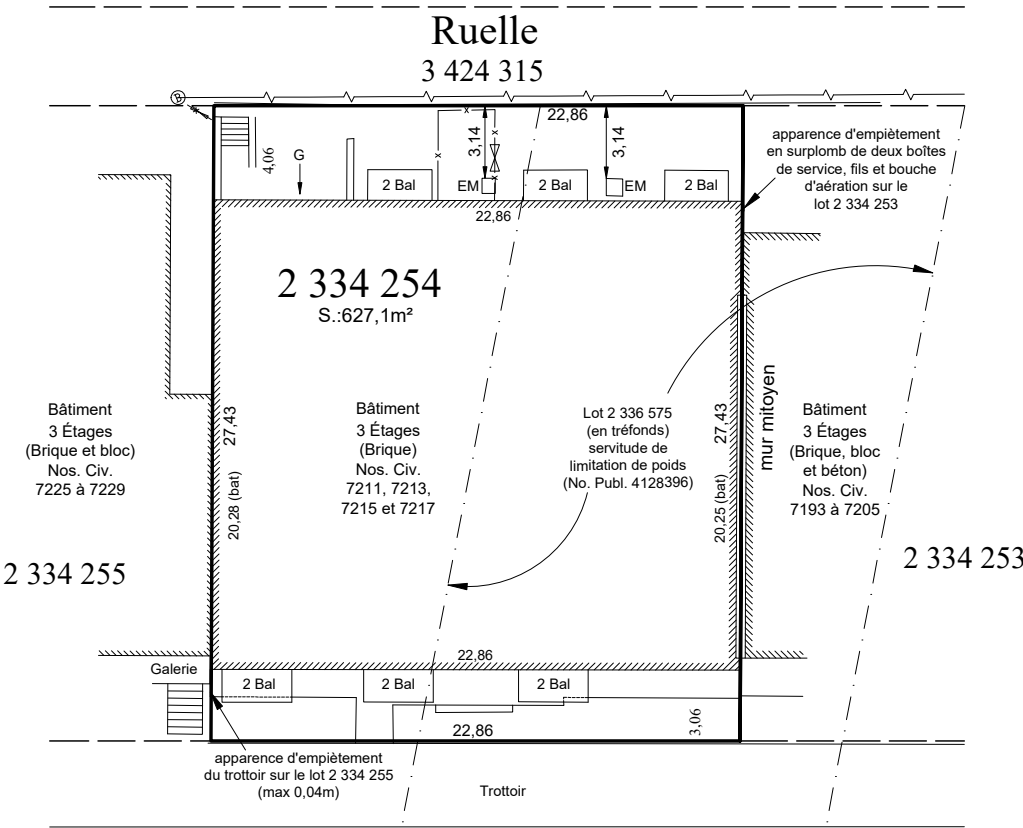 Ruelle
3 424 315
B
22,86
apparence d'empiètement
en surplomb de deux boîtes
de service, fils et bouche
d'aération sur le
lot 2 334 253
4,06
G
3,14
3,14
2 Bal
EM
2 Bal
EM
2 Bal
22,86
2 334 254
S.:627,1m²
Bâtiment
3 Étages
(Brique et bloc)
Nos. Civ.
7225 à 7229
27,43
20,28 (bat)
Bâtiment
3 Étages
(Brique)
Nos. Civ.
7211, 7213,
7215 et 7217
Lot 2 336 575
(en tréfonds)
servitude de
limitation de poids
(No. Publ. 4128396)
27,43
20,25 (bat)
mur mitoyen
Bâtiment
3 Étages
(Brique, bloc
et béton)
Nos. Civ.
7193 à 7205
2 334 255
2 334 253
22,86
Galerie
2 Bal
2 Bal
2 Bal
22,86
3,06
apparence d'empiètement
du trottoir sur le lot 2 334 255
(max 0,04m)
Trottoir